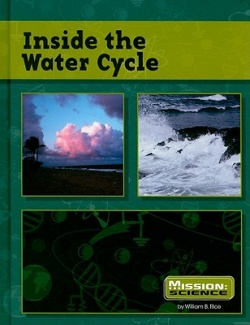 Inside the
Water Cycle
Mission:
Science
by William B. Rice